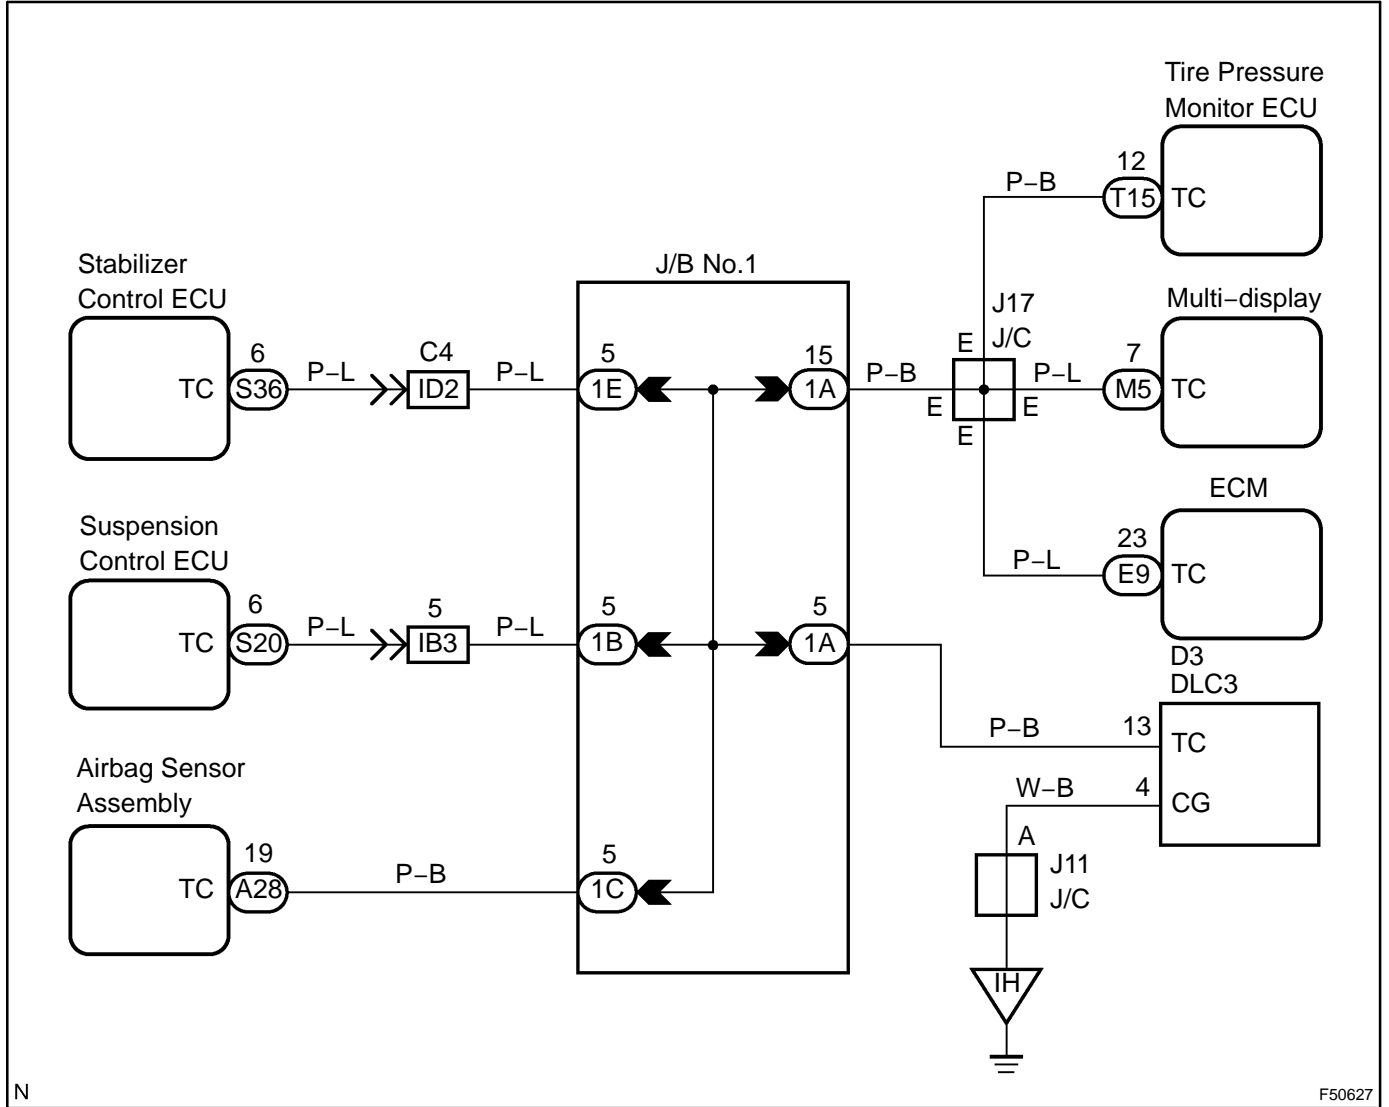 Tire Pressure
Monitor ECU
12
P−B
T15
TC
Stabilizer
Control ECU
J/B No.1
J17
J/C
Multi−display
6
C4
5
15
E
7
TC
S36
P−L
ID2
P−L
1E
1A
P−B
P−L
M5
TC
E
E
E
ECM
Suspension
Control ECU
23
P−L
E9
TC
6
5
5
5
TC
S20
P−L
IB3
P−L
1B
1A
D3
DLC3
P−B
13
TC
Airbag Sensor
Assembly
W−B
4
CG
19
5
A
J11
J/C
TC
A28
P−B
1C
IH
N
F50627